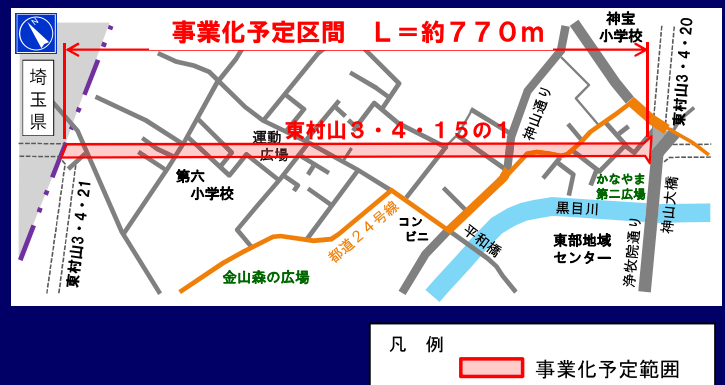 事業化予定区間　Ｌ＝約７７０ｍ
神宝
小学校
埼玉県
東村山3・4・20
神山通り
運動
広場
東村山３・４・１５の１
第六
小学校
かなやま
第二広場
神山大橋
黒目川
東村山3・4・21
都道２４号線
コン
ビニ
平和橋
東部地域
センター
浄牧院通り
金山森の広場
凡　例
事業化予定範囲